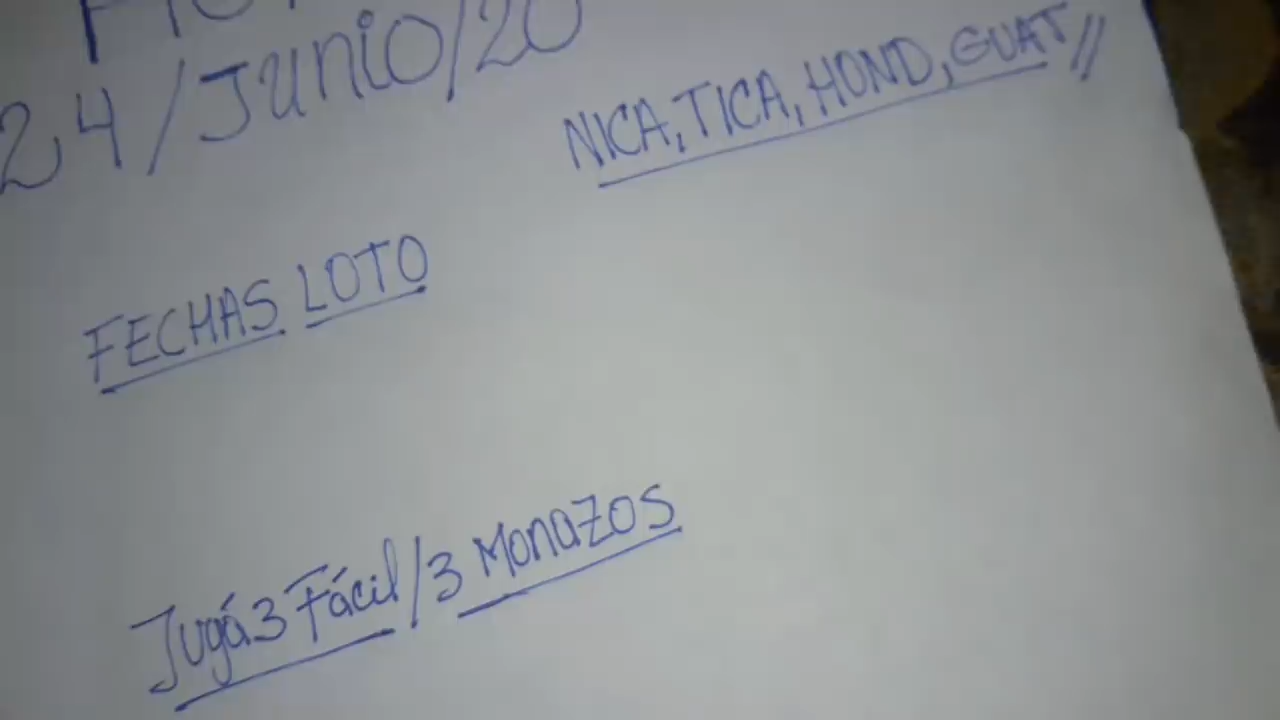 24/Junio/20
NICA, TICA, HOND, GUAT//
FECHAS LOTO
Jugá3 Fácil/3 MonaZos